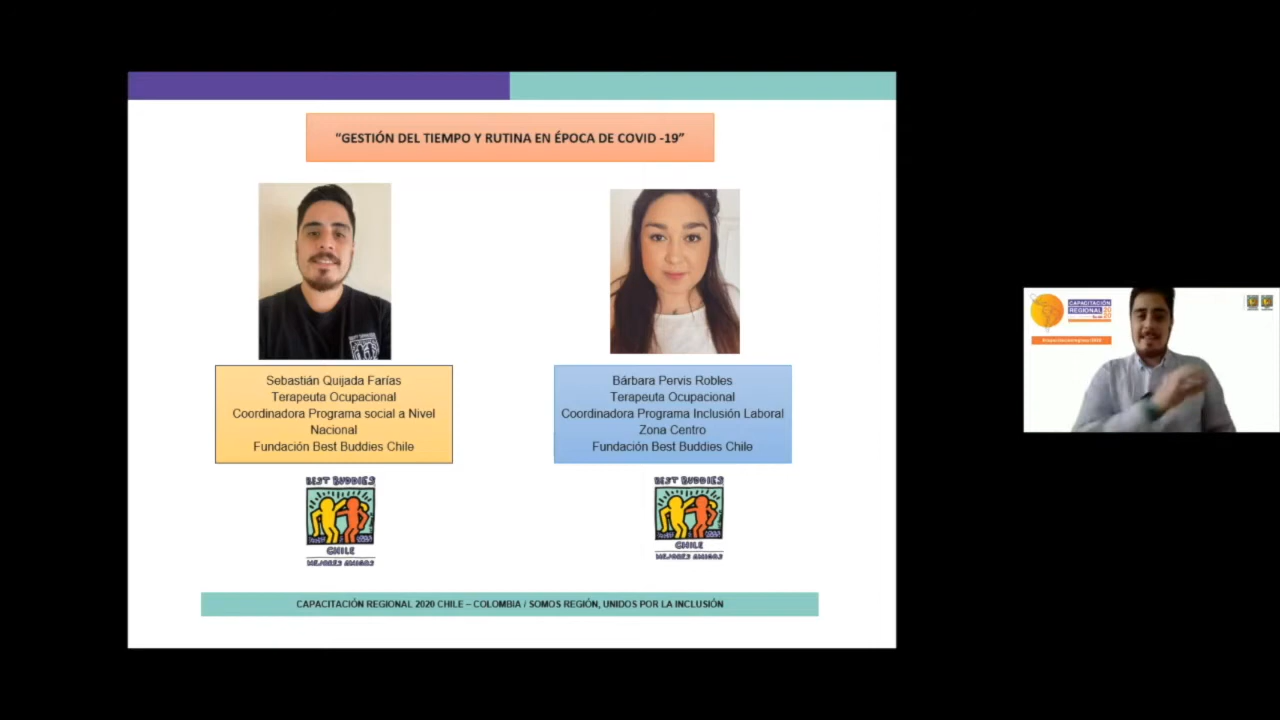 “GESTIÓN DEL TIEMPO Y RUTINA EN ÉPOCA DE COVID -19”
Sebastián Quijada Farías
Terapeuta Ocupacional
Coordinadora Programa social a Nivel
Nacional
Fundación Best Buddies Chile
Bárbara Pervis Robles
Terapeuta Ocupacional
Coordinadora Programa Inclusión Laboral
Zona Centro
Fundación Best Buddies Chile
BEST BUDDIES
CHILE
MEJORES AMIGOS
BEST BUDDIES
CHILE
MEJORES AMIGOS
CAPACITACIÓN REGIONAL 2020 CHILE – COLOMBIA / SOMOS REGIÓN, UNIDOS POR LA INCLUSIÓN
CAPACITACIÓN
REGIONAL 20
20